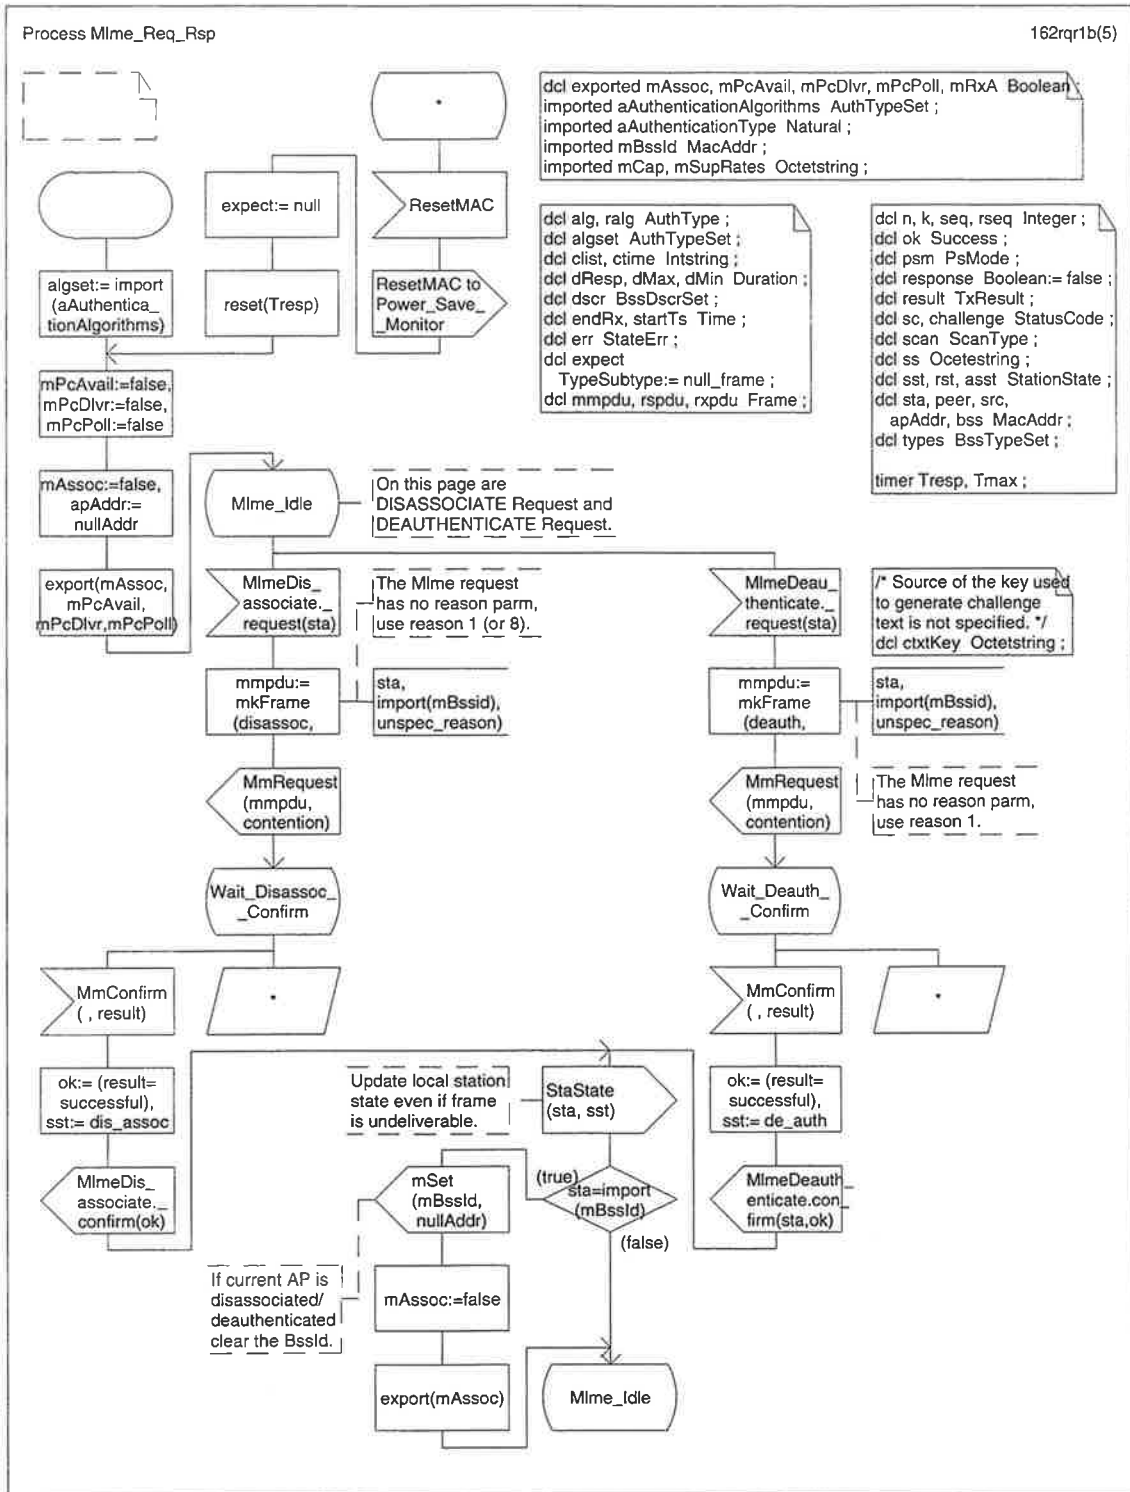 Process Mlme_Req_Rsp
162rqr1b(5)
*
dcl exported mAssoc, mPcAvail, mPcDlvr, mPcPoll, mRxA Boolean ;
imported aAuthenticationAlgorithms AuthTypeSet ;
imported aAuthenticationType Natural ;
imported mBssId MacAddr ;
imported mCap, mSupRates Octetstring ;
expect:= null
ResetMAC
algset:= import
(aAuthentica_
tionAlgorithms)
reset(Tresp)
ResetMAC to
Power_Save_
_Monitor
dcl alg, ralg AuthType ;
dcl algset AuthTypeSet ;
dcl clist, ctime Intstring ;
dcl dResp, dMax, dMin Duration ;
dcl dscr BssDscrSet ;
dcl endRx, startTs Time ;
dcl err StateErr ;
dcl expect
TypeSubtype:= null_frame ;
dcl mmpdu, rspdu, rxpdu Frame ;
dcl n, k, seq, rseq Integer ;
dcl ok Success ;
dcl psm PsMode ;
dcl response Boolean:= false ;
dcl result TxResult ;
dcl sc, challenge StatusCode ;
dcl scan ScanType ;
dcl ss Ocetestring ;
dcl sst, rst, asst StationState ;
dcl sta, peer, src,
apAddr, bss MacAddr ;
dcl types BssTypeSet ;
timer Tresp, Tmax ;
mPcAvail:=false,
mPcDlvr:=false,
mPcPoll:=false
mAssoc:=false,
apAddr:=
nullAddr
Mlme_Idle
On this page are
DISASSOCIATE Request and
DEAUTHENTICATE Request.
export(mAssoc,
mPcAvail,
mPcDlvr,mPcPoll)
MlmeDis_
associate._
request(sta)
The Mlme request
has no reason parm,
use reason 1 (or 8).
MlmeDeau_
thenticate._
request(sta)
/* Source of the key used
to generate challenge
text is not specified. */
dcl ctxtKey Octetstring ;
mmpdu:=
mkFrame
(disassoc,
sta,
import(mBssid),
unspec_reason)
mmpdu:=
mkFrame
(deauth,
sta,
import(mBssid),
unspec_reason)
MmRequest
(mmpdu,
contention)
MmRequest
(mmpdu,
contention)
The Mlme request
has no reason parm,
use reason 1.
Wait_Disassoc_
_Confirm
Wait_Deauth_
_Confirm
MmConfirm
( , result)
*
MmConfirm
( , result)
*
ok:= (result=
successful),
sst:= dis_assoc
Update local station
state even if frame
is undeliverable.
StaState
(sta, sst)
ok:= (result=
successful),
sst:= de_auth
MlmeDis_
associate._
confirm(ok)
mSet
(mBssId,
nullAddr)
(true)
sta=import
(mBssId)
(false)
MlmeDeauth_
enticate.con_
firm(sta,ok)
If current AP is
disassociated/
deauthenticated
clear the BssId.
mAssoc:=false
export(mAssoc)
Mlme_Idle